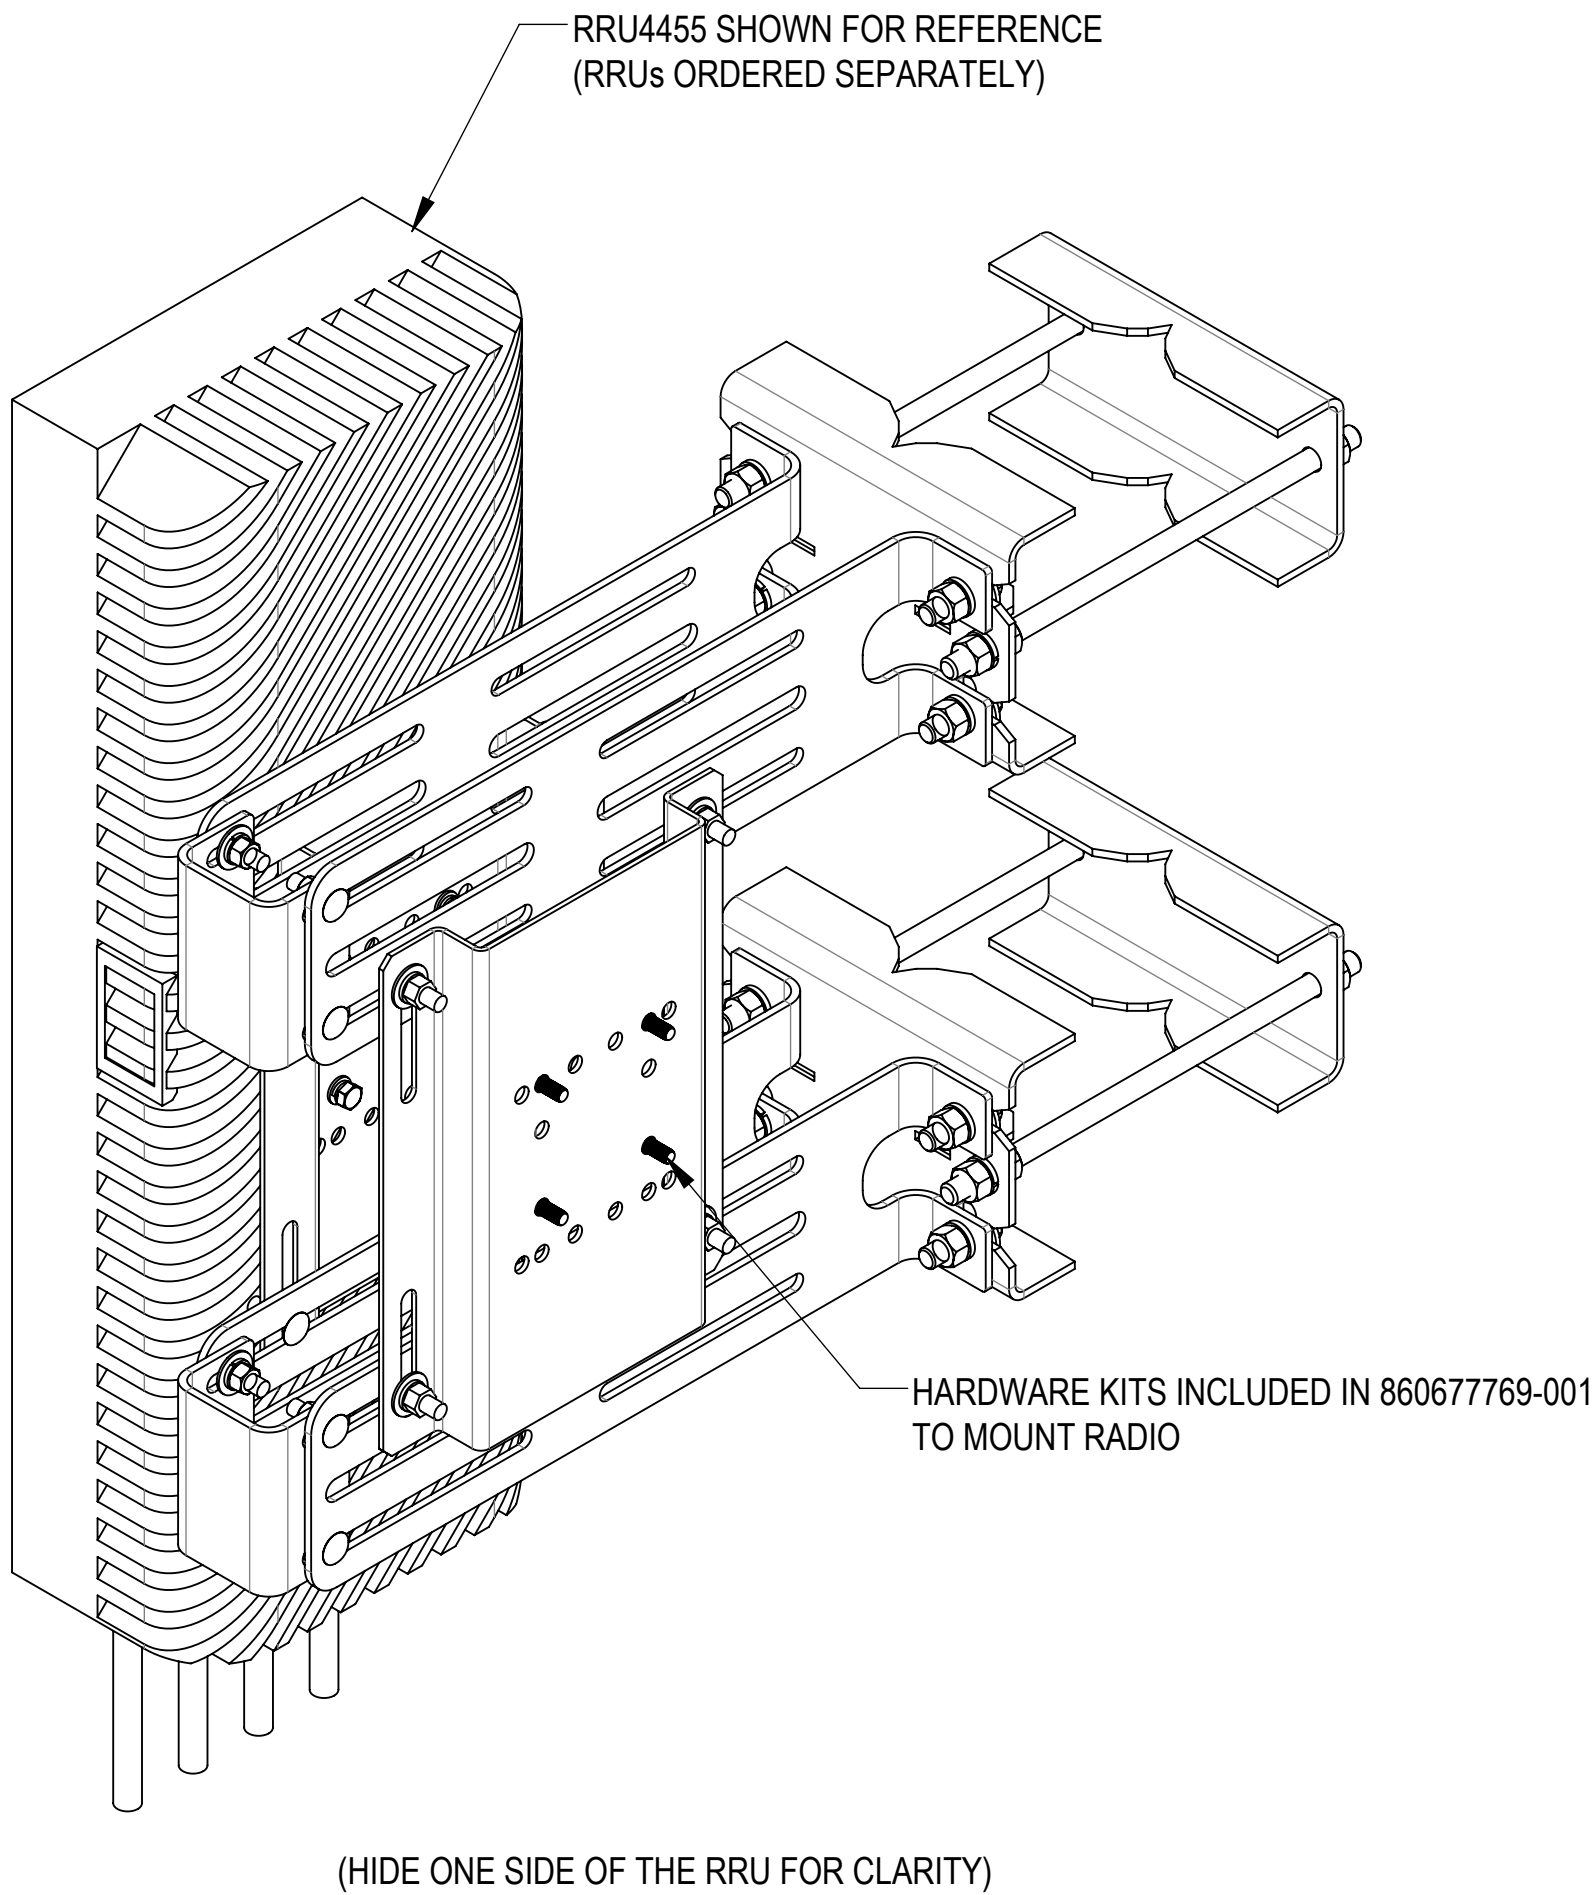 RRU4455 SHOWN FOR REFERENCE
(RRUs ORDERED SEPARATELY)
HARDWARE KITS INCLUDED IN 860677769-001
TO MOUNT RADIO
(HIDE ONE SIDE OF THE RRU FOR CLARITY)